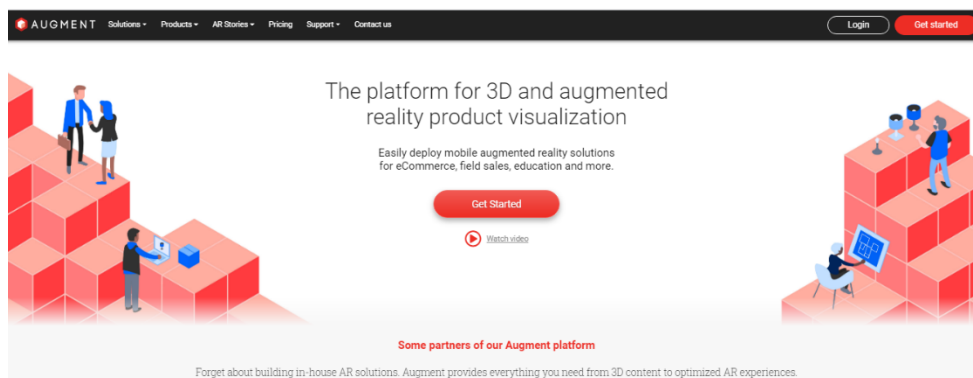 AUGMENT Solutions Products AR Stories Pricing Support Contact us Login Get started
The platform for 3D and augmented
reality product visualization
Easily deploy mobile augmented reality solutions
for eCommerce, field sales, education and more.
Get Started
Watch video
Some partners of our Augment platform
Forget about building in-house AR solutions. Augment provides everything you need from 3D content to optimized AR experiences.